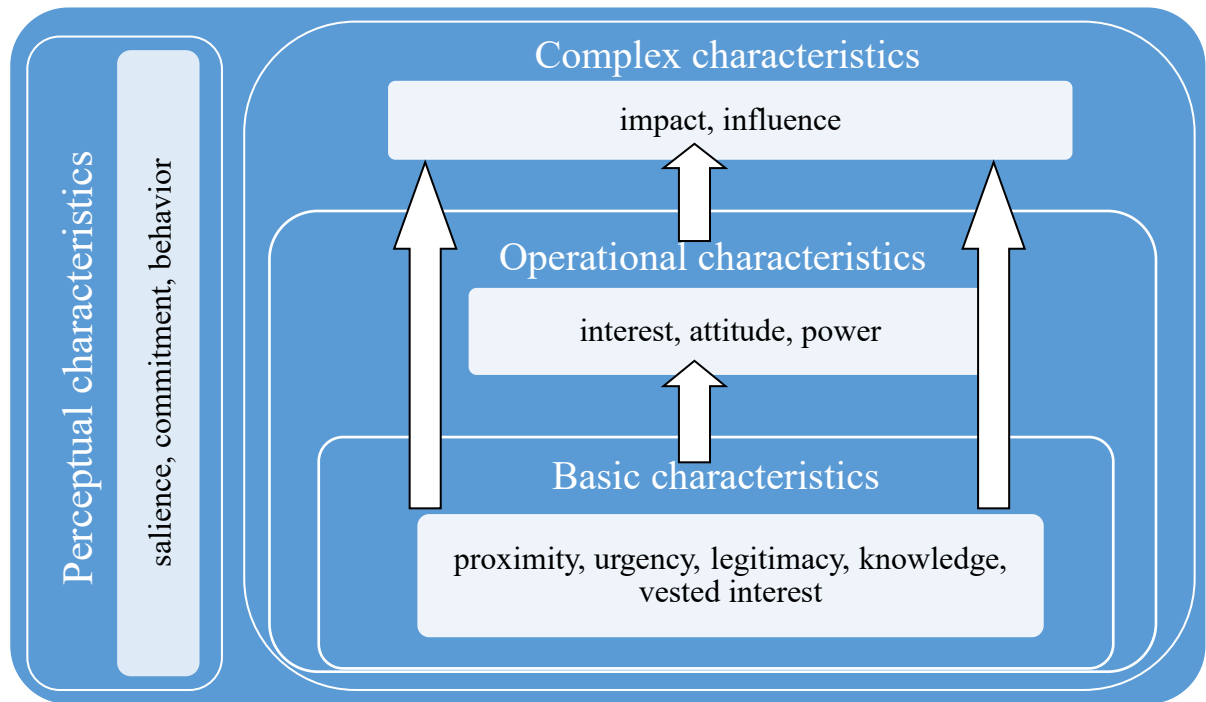 Perceptual characteristics
salience, commitment, behavior
Complex characteristics
impact, influence
Operational characteristics
interest, attitude, power
Basic characteristics
proximity, urgency, legitimacy, knowledge,
vested interest